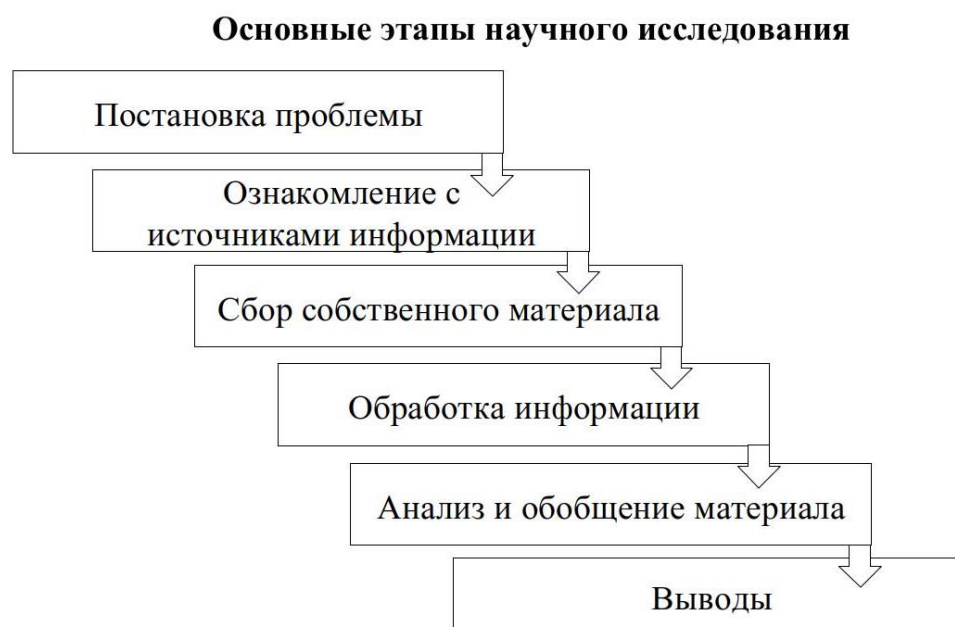 Основные этапы научного исследования
Постановка проблемы
Ознакомление с
источниками информации
Сбор собственного материала
Обработка информации
Анализ и обобщение материала
Выводы